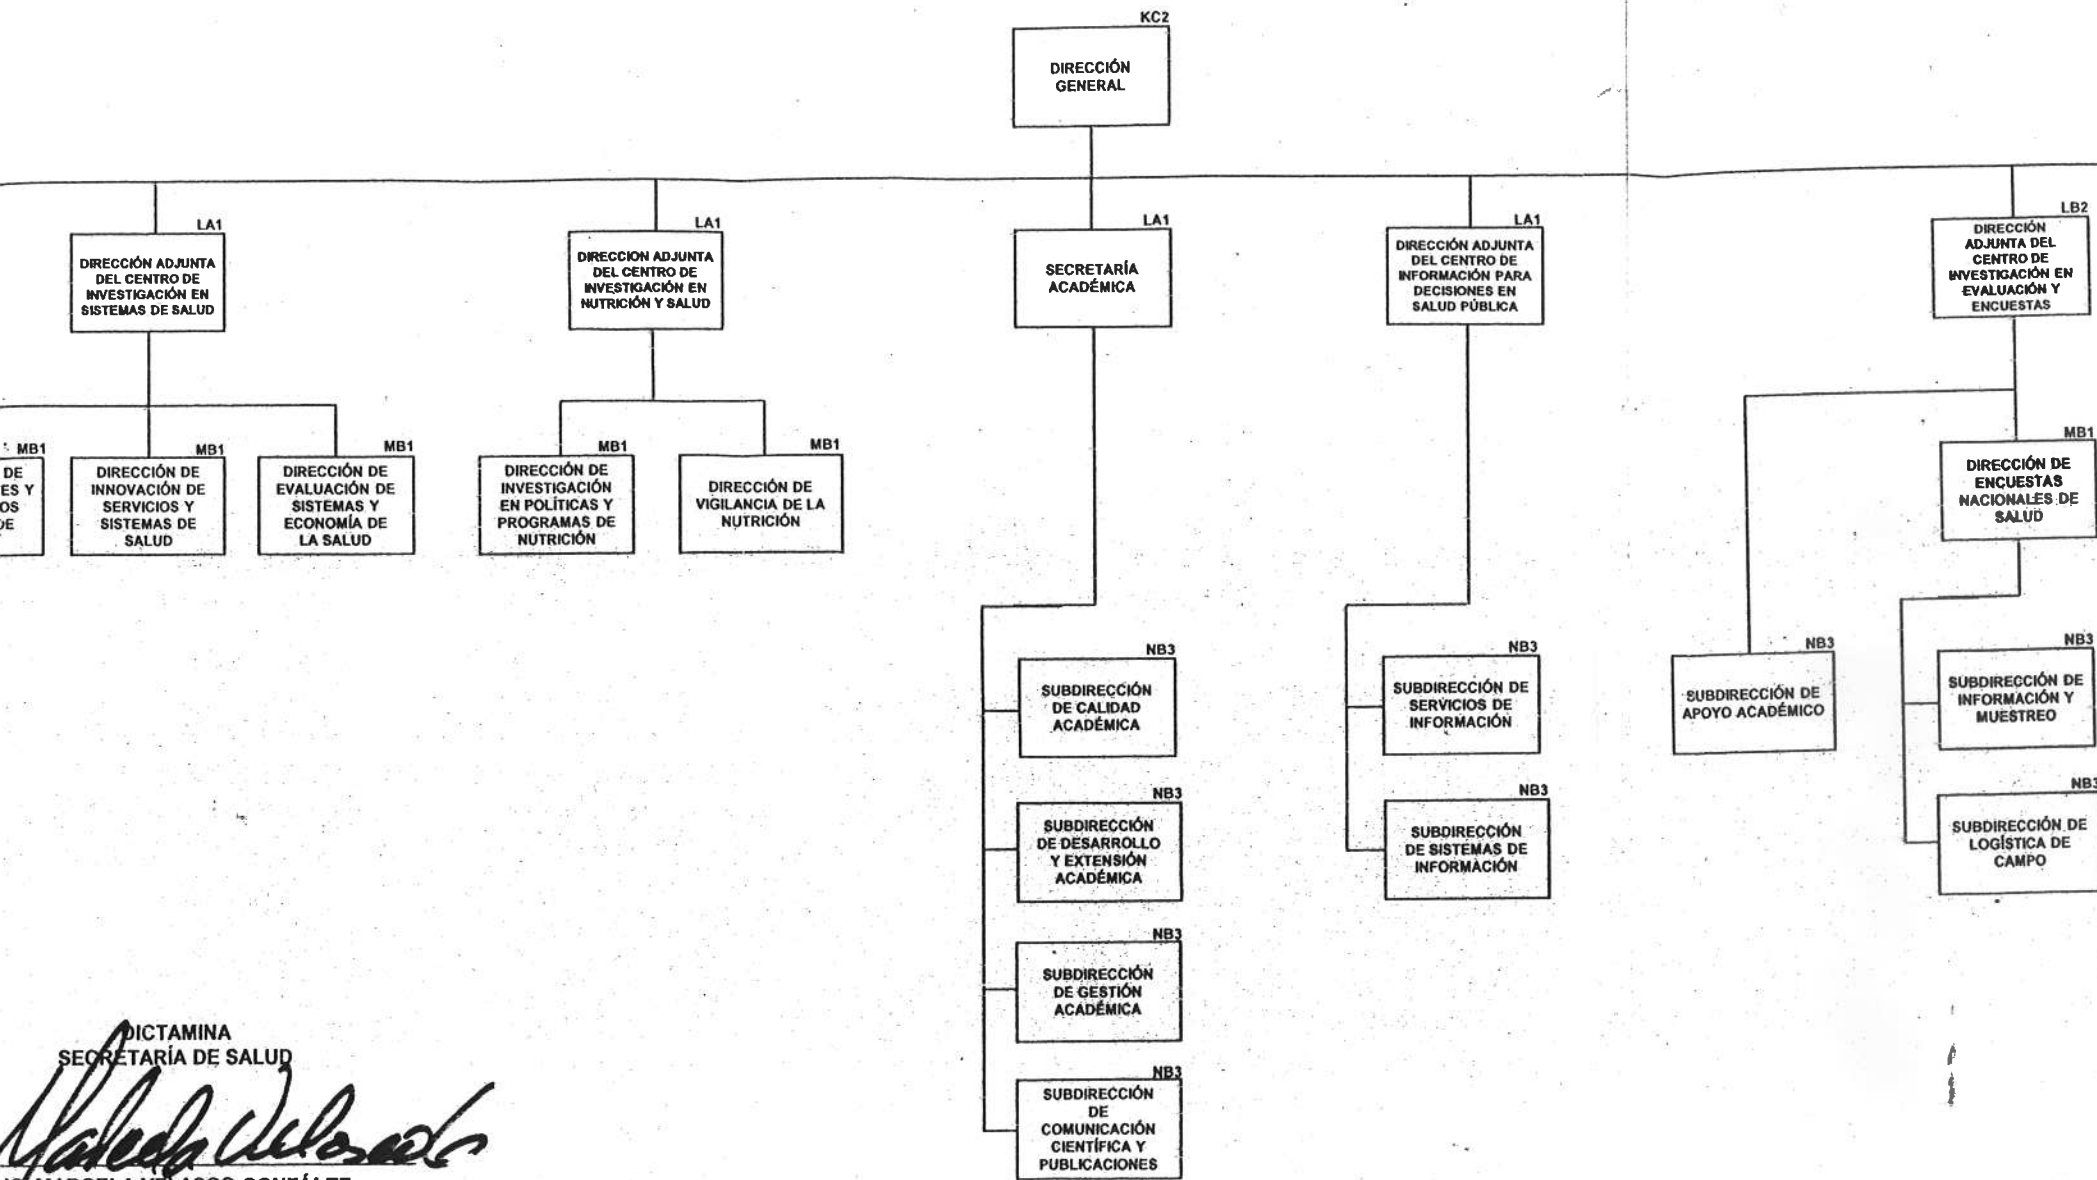 KC2
DIRECCIÓN
GENERAL
LA1
DIRECCIÓN ADJUNTA
DEL CENTRO DE
INVESTIGACIÓN EN
SISTEMAS DE SALUD
LA1
DIRECCION ADJUNTA
DEL CENTRO DE
INVESTIGACIÓN EN
NUTRICIÓN Y SALUD
LA1
SECRETARÍA
ACADÉMICA
LA1
DIRECCIÓN ADJUNTA
DEL CENTRO DE
INFORMACIÓN PARA
DECISIONES EN
SALUD PÚBLICA
LB2
DIRECCIÓN
ADJUNTA DEL
CENTRO DE
INVESTIGACIÓN EN
EVALUACIÓN Y
ENCUESTAS
MB1
DE
ES Y
OS
DE
MB1
DIRECCIÓN DE
INNOVACIÓN DE
SERVICIOS Y
SISTEMAS DE
SALUD
MB1
DIRECCIÓN DE
EVALUACIÓN DE
SISTEMAS Y
ECONOMÍA DE
LA SALUD
MB1
DIRECCIÓN DE
INVESTIGACIÓN
EN POLÍTICAS Y
PROGRAMAS DE
NUTRICIÓN
MB1
DIRECCIÓN DE
VIGILANCIA DE LA
NUTRICIÓN
MB1
DIRECCIÓN DE
ENCUESTAS
NACIONALES DE
SALUD
NB3
SUBDIRECCIÓN
DE CALIDAD
ACADÉMICA
NB3
SUBDIRECCIÓN DE
SERVICIOS DE
INFORMACIÓN
NB3
SUBDIRECCIÓN DE
APOYO ACADÉMICO
NB3
SUBDIRECCIÓN DE
INFORMACIÓN Y
MUESTREO
NB3
SUBDIRECCIÓN
DE DESARROLLO
Y EXTENSIÓN
ACADÉMICA
NB3
SUBDIRECCIÓN
DE SISTEMAS DE
INFORMACIÓN
NB3
SUBDIRECCIÓN DE
LOGÍSTICA DE
CAMPO
NB3
SUBDIRECCIÓN
DE GESTIÓN
ACADÉMICA
NB3
SUBDIRECCIÓN
DE
COMUNICACIÓN
CIENTÍFICA Y
PUBLICACIONES
DICTAMINA
SECRETARÍA DE SALUD
MARCELA VELASCO GONZÁLEZ